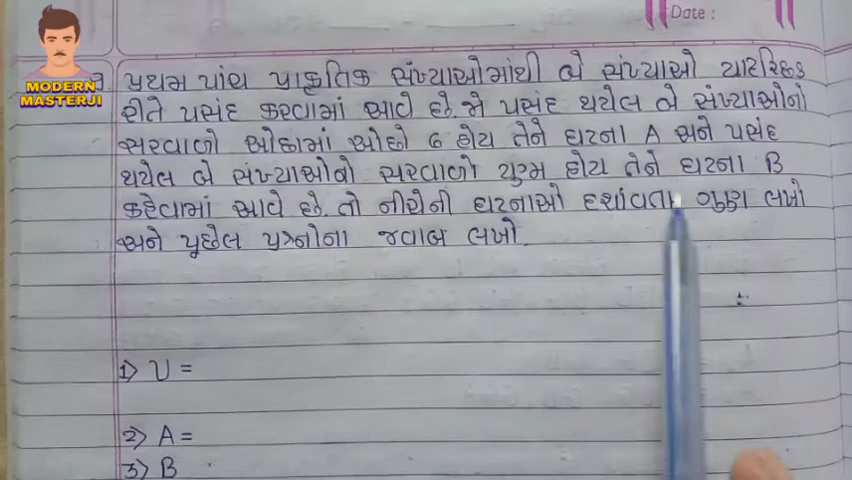 Date :
MODERN
MASTERJI
પ્રથમ પાંચ પ્રાકૃતિક સંખ્યાઓમાંથી બે સંખ્યાઓ યાદચ્છિક
રીતે પસંદ કરવામાં આવે છે. જો પસંદ થયેલ બે સંખ્યાઓનો
સરવાળો ઓછામાં ઓછો 6 હોય તેને ઘટના A અને પસંદ
થયેલ બે સંખ્યાઓનો સરવાળો યુગ્મ હોય તેને ઘટના B
કહેવામાં આવે છે. તો નીચેની ઘટનાઓ દર્શાવતા ગણ લખો
અને પૂછેલ પ્રશ્નોના જવાબ લખો.
1) U =
2) A =
3) B